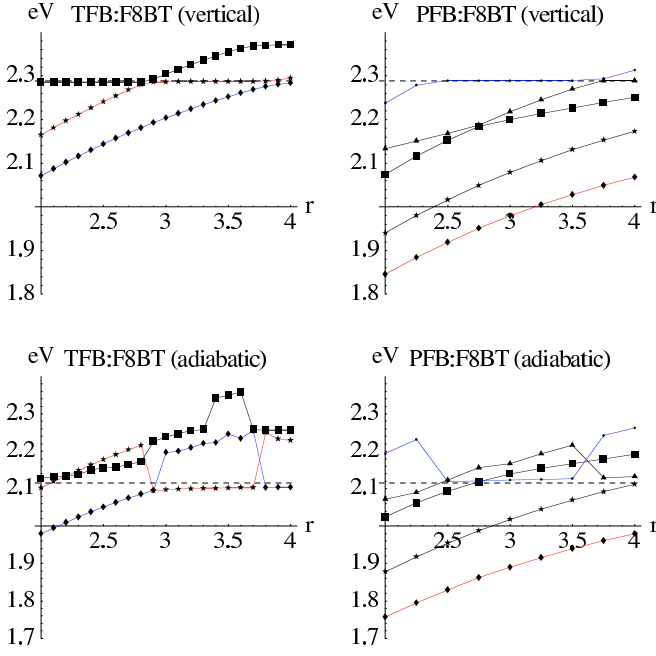 eV TFB:F8BT (vertical)
2.3
2.2
2.1
1.9
1.8
2.5 3 3.5 4 r
eV PFB:F8BT (vertical)
2.3
2.2
2.1
1.9
1.8
2.5 3 3.5 4 r
eV TFB:F8BT (adiabatic)
2.3
2.2
2.1
1.9
1.8
1.7
2.5 3 3.5 4 r
eV PFB:F8BT (adiabatic)
2.3
2.2
2.1
1.9
1.8
1.7
2.5 3 3.5 4 r